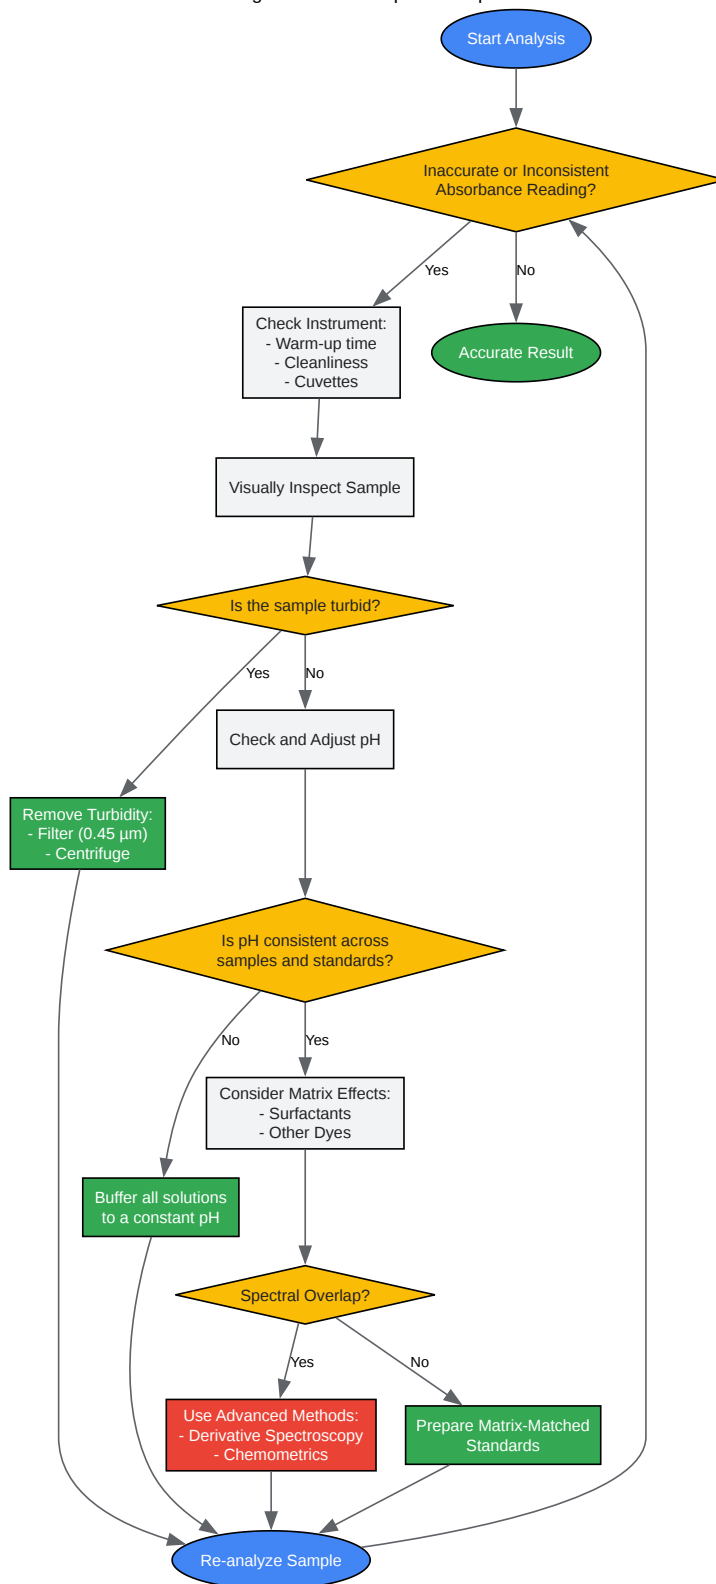 Start Analysis
Inaccurate or Inconsistent
Absorbance Reading?
Yes
No
Check Instrument:
- Warm-up time
- Cleanliness
- Cuvettes
Accurate Result
Visually Inspect Sample
Is the sample turbid?
Yes
No
Check and Adjust pH
Remove Turbidity:
- Filter (0.45 µm)
- Centrifuge
Is pH consistent across
samples and standards?
No
Yes
Consider Matrix Effects:
- Surfactants
- Other Dyes
Buffer all solutions
to a constant pH
Spectral Overlap?
Yes
No
Use Advanced Methods:
- Derivative Spectroscopy
- Chemometrics
Prepare Matrix-Matched
Standards
Re-analyze Sample